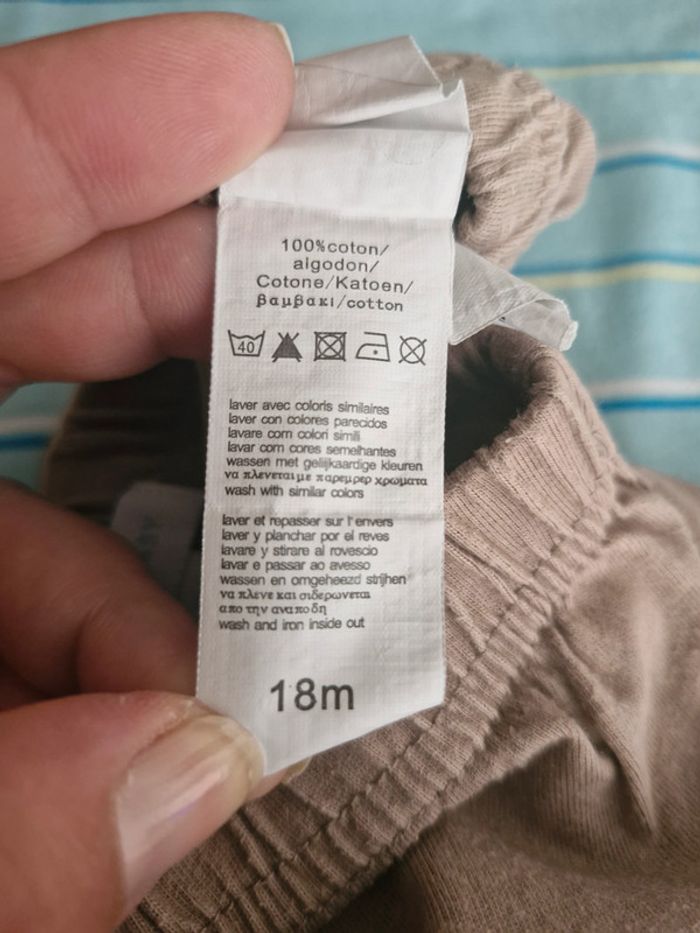 100%coton/
algodon/
Cotone/Katoen/
βαμβακι/cotton
40
laver avec coloris similaires
laver con colores parecidos
lavare com colori simili
lavar com cores semelhantes
wassen met gelijkaardige kleuren
να πλενεται με παρεμρερ χρωματα
wash with similar colors
laver et repasser sur l'envers
laver y planchar por el reves
lavare y stirare al rovescio
lavar e passar ao avesso
wassen en omgeheezd strijhen
να πλενε και σιδερωνεται
απο την αναποδη
wash and iron inside out
18m